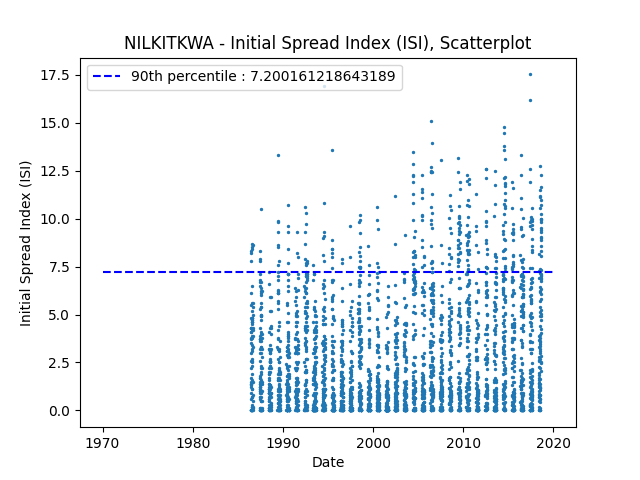 NILKITKWA - Initial Spread Index (ISI), Scatterplot
90th percentile : 7.200161218643189
17.5
15.0
12.5
10.0
7.5
5.0
2.5
0.0
Initial Spread Index (ISI)
1970 1980 1990 2000 2010 2020
Date